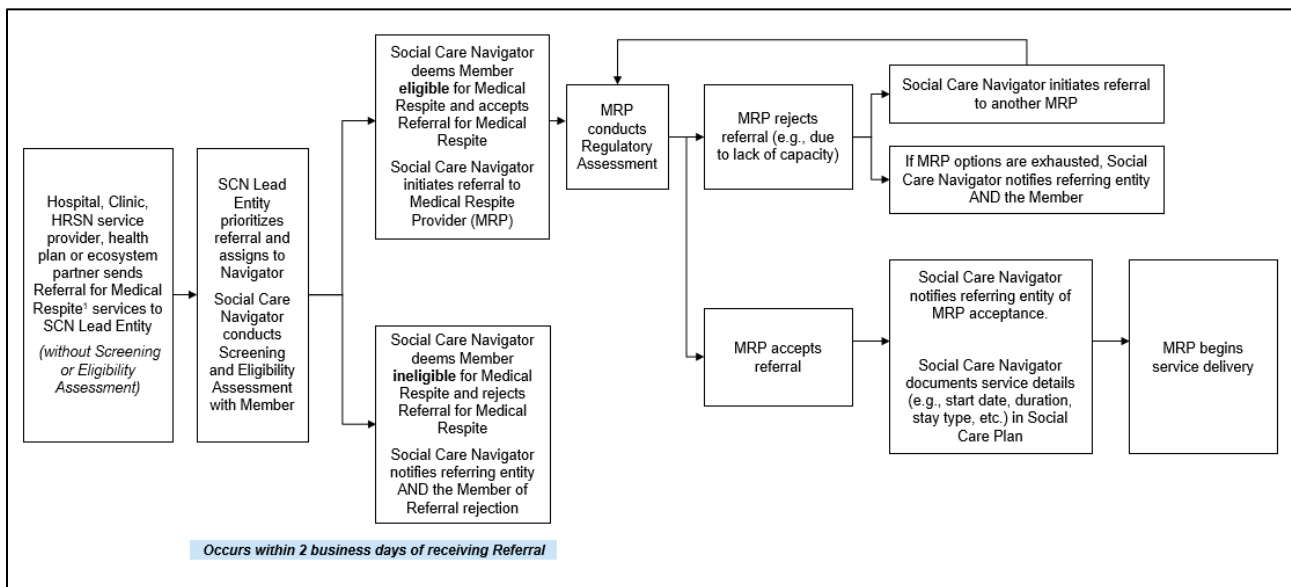 Hospital, Clinic,
HRSN service
provider, health
plan or ecosystem
partner sends
Referral for Medical
Respite¹ services to
SCN Lead Entity
(without Screening
or Eligibility
Assessment)
SCN Lead
Entity
prioritizes
referral and
assigns to
Navigator
Social Care
Navigator
conducts
Screening
and Eligibility
Assessment
with Member
Social Care Navigator
deems Member
eligible for Medical
Respite and accepts
Referral for Medical
Respite
Social Care Navigator
initiates referral to
Medical Respite
Provider (MRP)
Social Care Navigator
deems Member
ineligible for Medical
Respite and rejects
Referral for Medical
Respite
Social Care Navigator
notifies referring entity
AND the Member of
Referral rejection
Occurs within 2 business days of receiving Referral
MRP
conducts
Regulatory
Assessment
MRP rejects
referral (e.g., due
to lack of capacity)
Social Care Navigator initiates referral
to another MRP
If MRP options are exhausted, Social
Care Navigator notifies referring entity
AND the Member
MRP accepts
referral
Social Care Navigator
notifies referring entity of
MRP acceptance.
Social Care Navigator
documents service details
(e.g., start date, duration,
stay type, etc.) in Social
Care Plan
MRP begins
service delivery